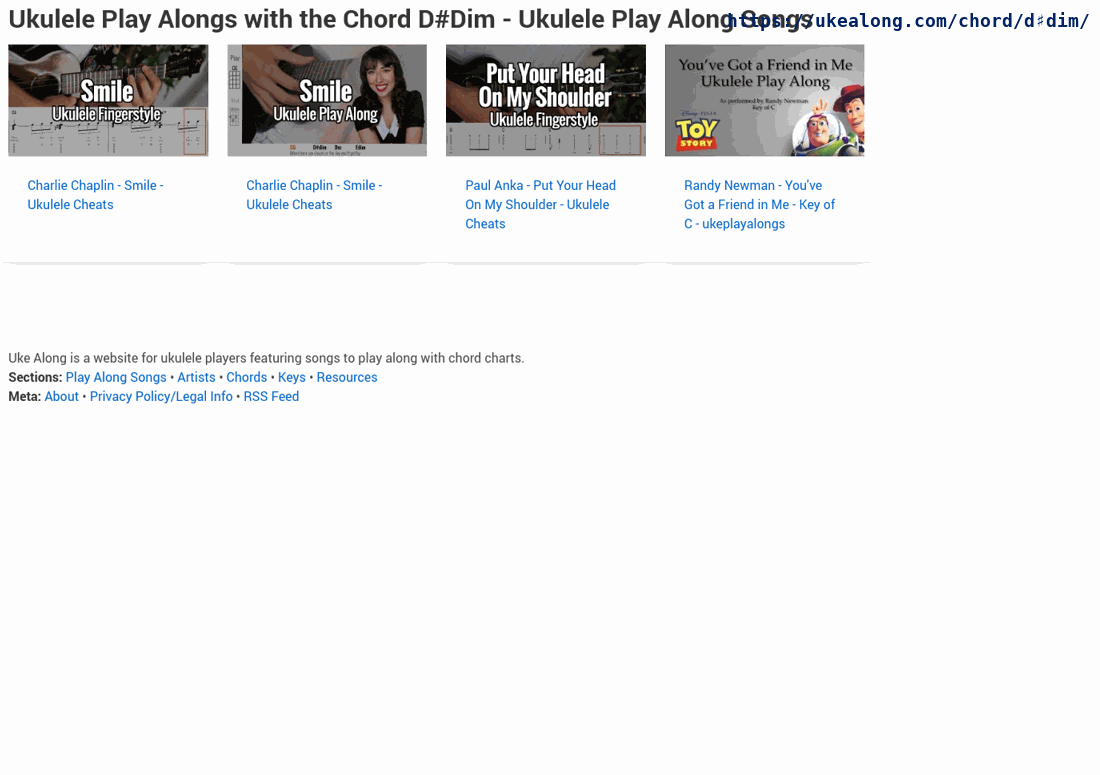 Ukulele Play Alongs with the Chord D#Dim - Ukulele Play Along Songs
https://ukealong.com/chord/d♯dim/
Smile
Ukulele Fingerstyle
Smile
Ukulele Play Along
Put Your Head
On My Shoulder
Ukulele Fingerstyle
You've Got a Friend in Me
Ukulele Play Along
As performed by Randy Newman
Key of C
Disney · PIXAR
TOY
STORY
Charlie Chaplin - Smile -
Ukulele Cheats
Charlie Chaplin - Smile -
Ukulele Cheats
Paul Anka - Put Your Head
On My Shoulder - Ukulele
Cheats
Randy Newman - You've
Got a Friend in Me - Key of
C - ukeplayalongs
Uke Along is a website for ukulele players featuring songs to play along with chord charts.
Sections: Play Along Songs • Artists • Chords • Keys • Resources
Meta: About • Privacy Policy/Legal Info • RSS Feed